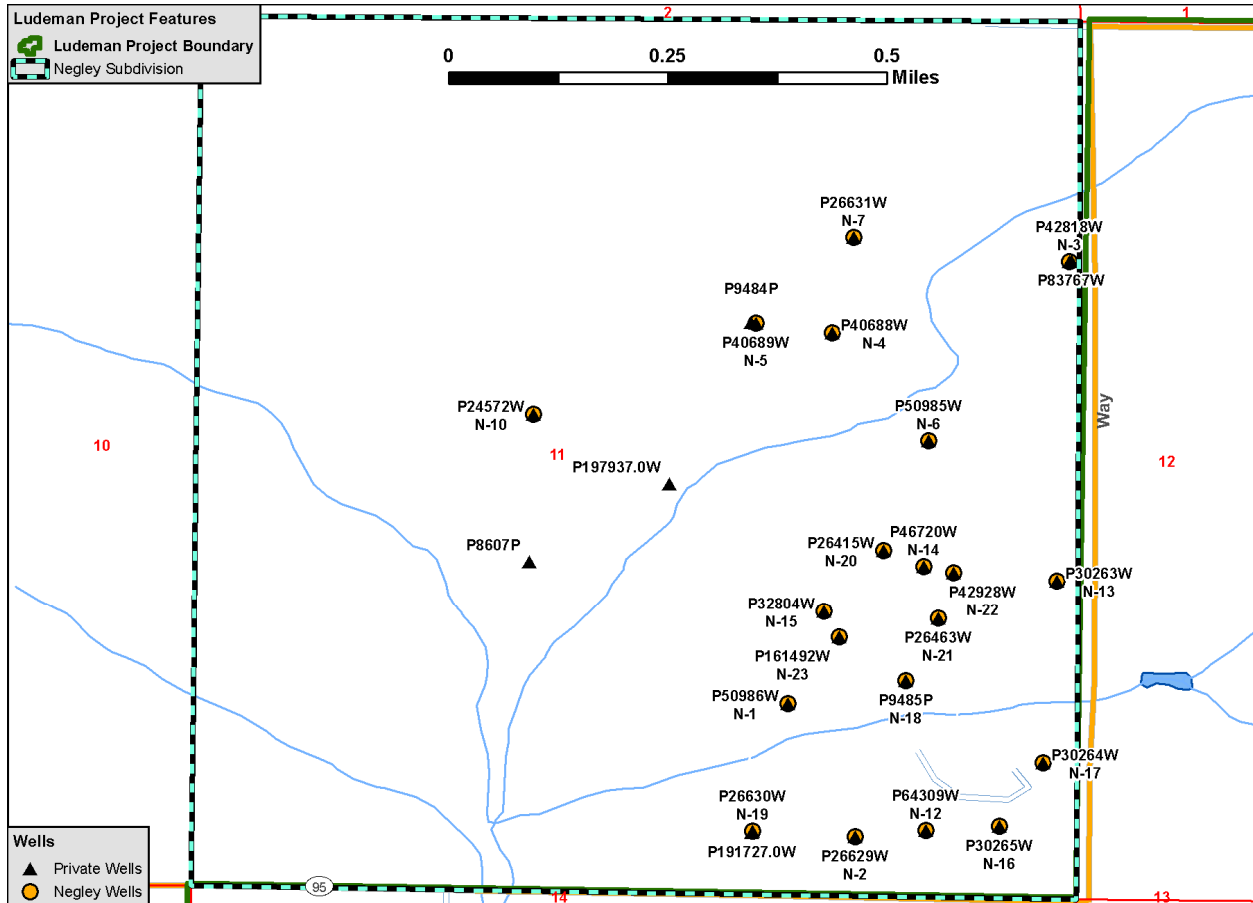 Ludeman Project Features
Ludeman Project Boundary
Negley Subdivision
2
1
0
0.25
0.5
Miles
P26631W
N-7
P42818W
N-3
P83767W
P9484P
P40689W
N-5
P40688W
N-4
P24572W
N-10
P50985W
N-6
Way
10
11
12
P197937.0W
P8607P
P26415W
N-20
P46720W
N-14
P42928W
N-22
P30263W
N-13
P32804W
N-15
P26463W
N-21
P161492W
N-23
P50986W
N-1
P9485P
N-18
P30264W
N-17
P26630W
N-19
P191727.0W
P64309W
N-12
P26629W
N-2
P30265W
N-16
Wells
Private Wells
Negley Wells
95
14
13